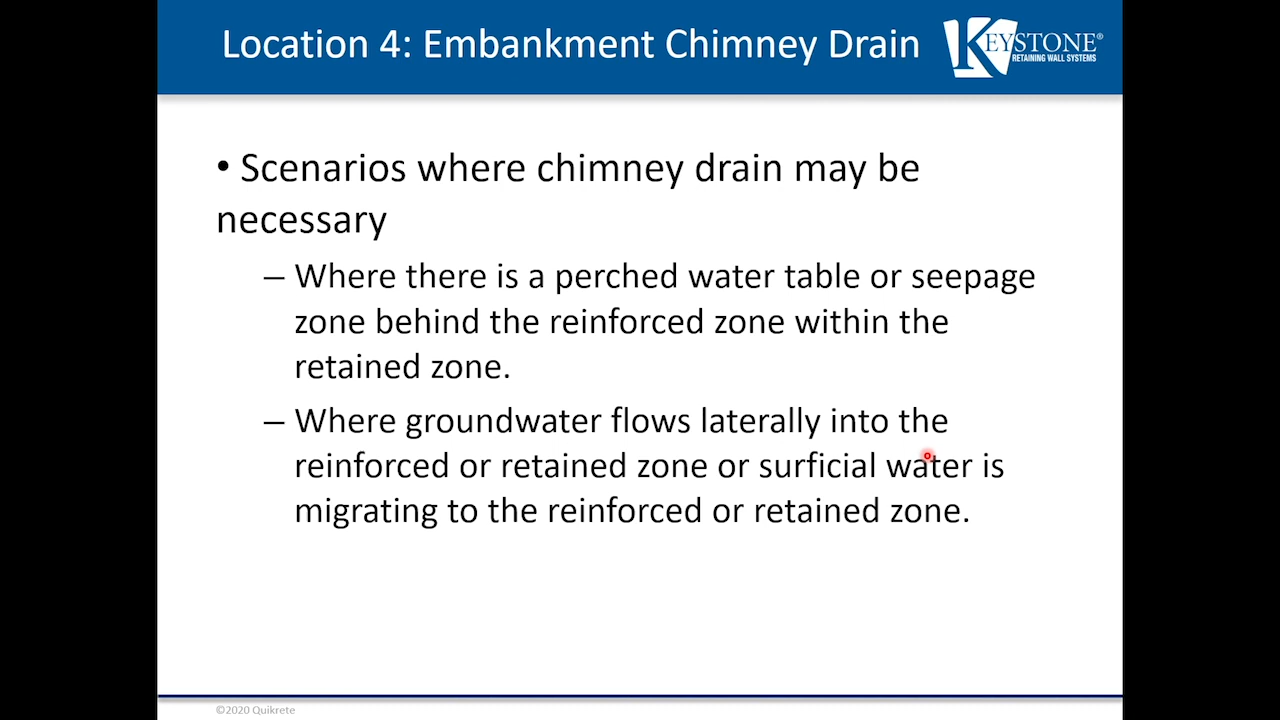 Location 4: Embankment Chimney Drain
KEYSTONE®
RETAINING WALL SYSTEMS
• Scenarios where chimney drain may be
necessary
– Where there is a perched water table or seepage
zone behind the reinforced zone within the
retained zone.
– Where groundwater flows laterally into the
reinforced or retained zone or surficial water is
migrating to the reinforced or retained zone.
©2020 Quikrete